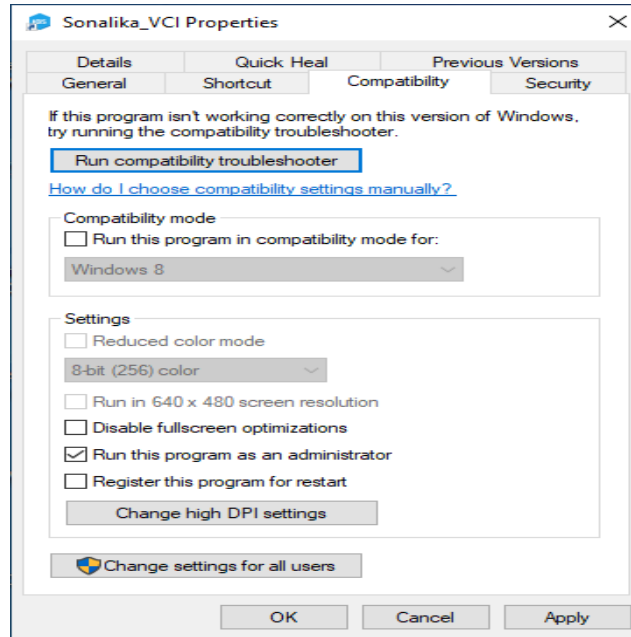 Sonalika_VCI Properties
Details
Quick Heal
Previous Versions
General
Shortcut
Compatibility
Security
If this program isn't working correctly on this version of Windows,
try running the compatibility troubleshooter.
Run compatibility troubleshooter
How do I choose compatibility settings manually?
Compatibility mode
Run this program in compatibility mode for:
Windows 8
Settings
Reduced color mode
8-bit (256) color
Run in 640 x 480 screen resolution
Disable fullscreen optimizations
Run this program as an administrator
Register this program for restart
Change high DPI settings
Change settings for all users
OK
Cancel
Apply